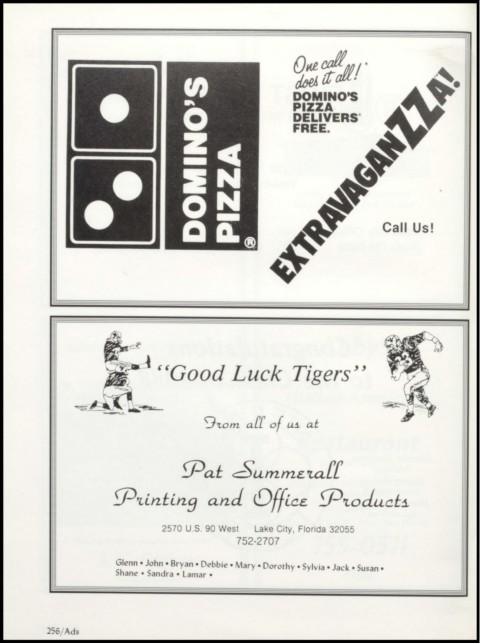 DOMINO'S
PIZZA®
One call
does it all!
DOMINO'S
PIZZA
DELIVERS
FREE.
EXTRAVAGANZZA!
Call Us!
"Good Luck Tigers"
From all of us at
Pat Summerall
Printing and Office Products
2570 U.S. 90 West Lake City, Florida 32055
752-2707
Glenn • John • Bryan • Debbie • Mary • Dorothy • Sylvia • Jack • Susan •
Shane • Sandra • Lamar •
256/Ads